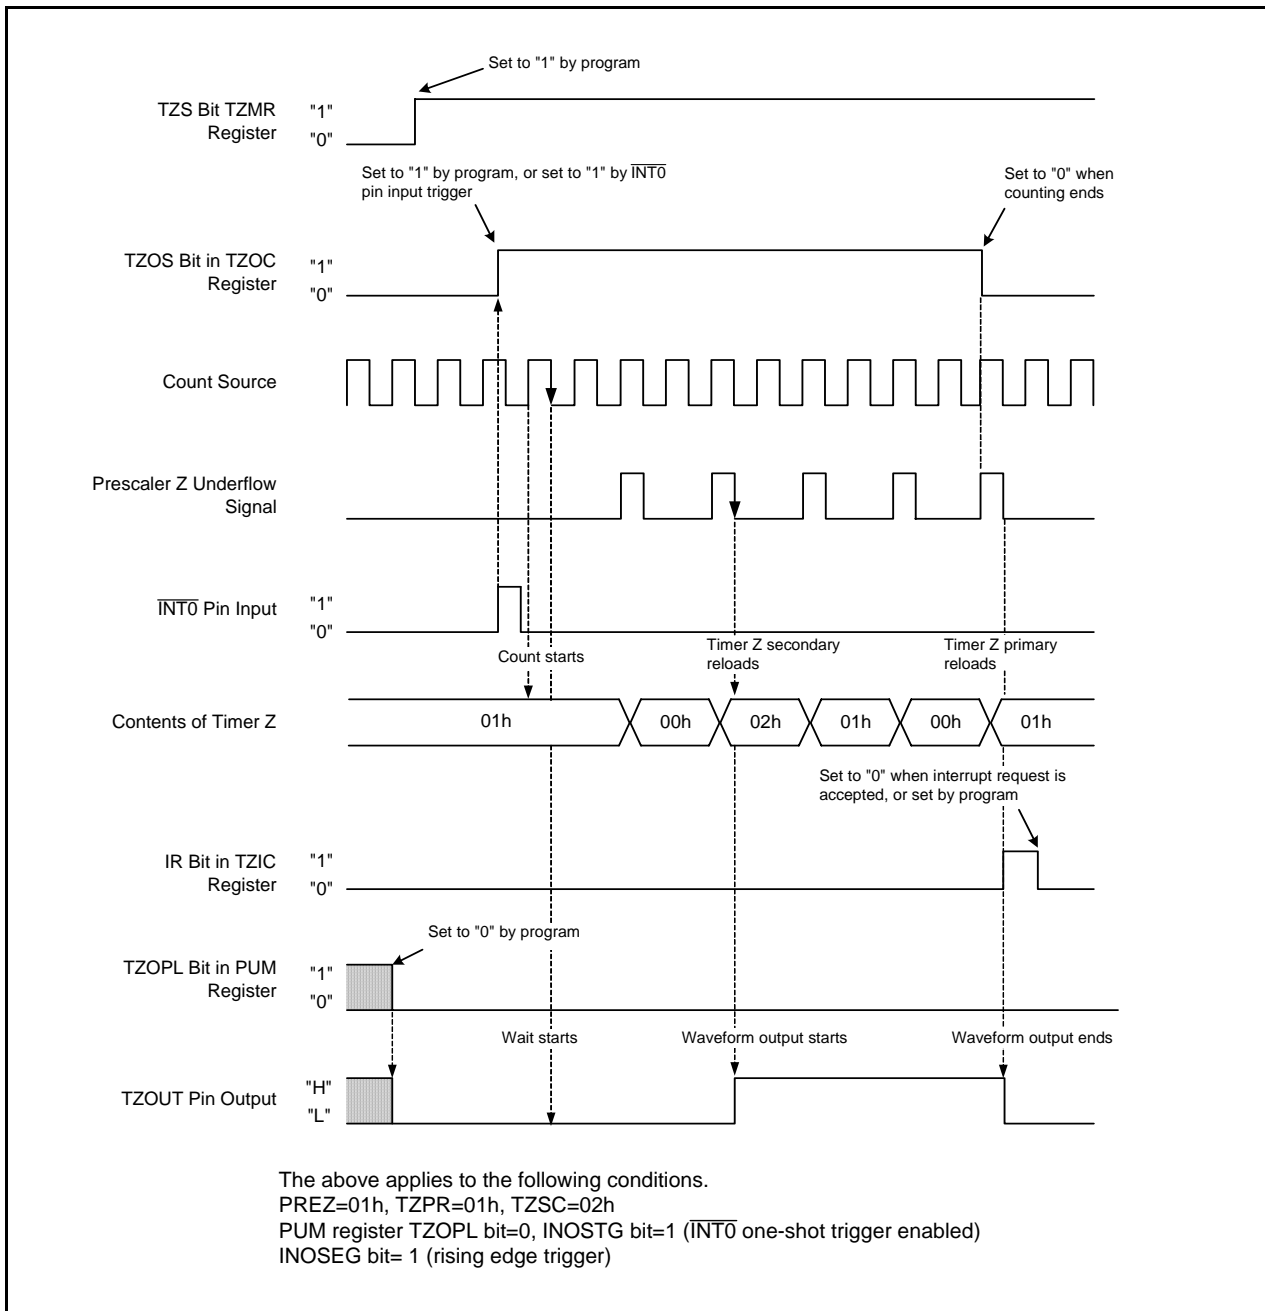 Set to "1" by program
TZS Bit TZMR
Register
"1"
"0"
Set to "1" by program, or set to "1" by INT0
pin input trigger
Set to "0" when
counting ends
TZOS Bit in TZOC
Register
"1"
"0"
Count Source
Prescaler Z Underflow
Signal
INT0 Pin Input
"1"
"0"
Count starts
Timer Z secondary
reloads
Timer Z primary
reloads
Contents of Timer Z
01h
00h
02h
01h
00h
01h
Set to "0" when interrupt request is
accepted, or set by program
IR Bit in TZIC
Register
"1"
"0"
Set to "0" by program
TZOPL Bit in PUM
Register
"1"
"0"
Wait starts
Waveform output starts
Waveform output ends
TZOUT Pin Output
"H"
"L"
The above applies to the following conditions.
PREZ=01h, TZPR=01h, TZSC=02h
PUM register TZOPL bit=0, INOSTG bit=1 (INT0 one-shot trigger enabled)
INOSEG bit= 1 (rising edge trigger)